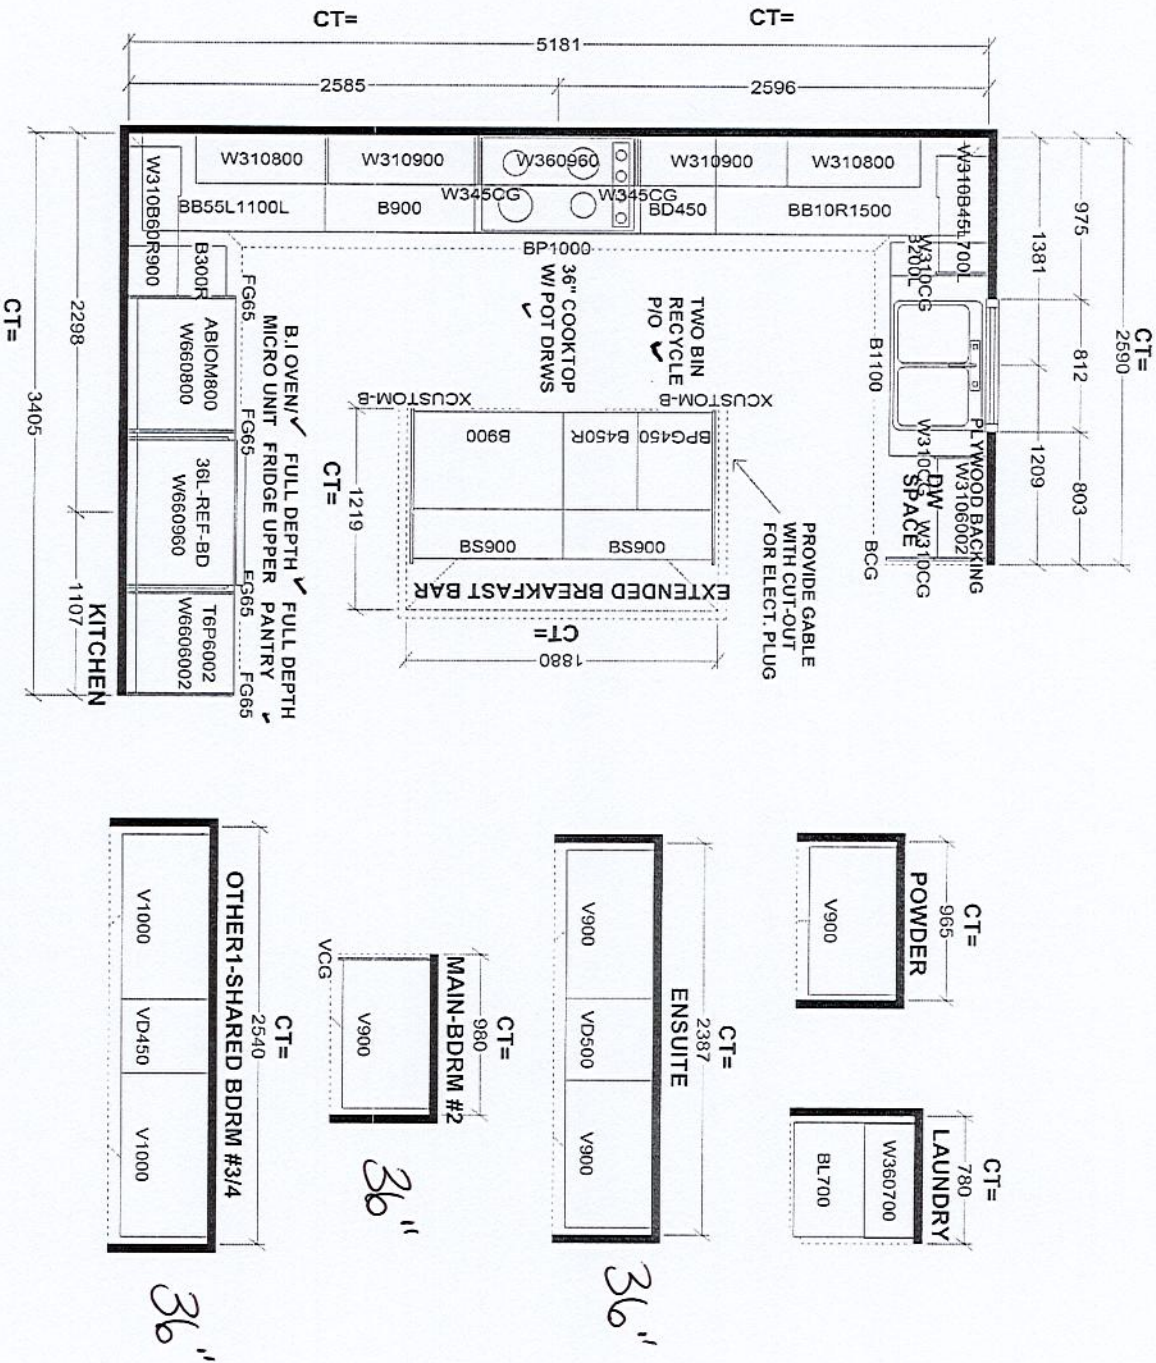 CT=
CT=
5181
2585
2596
W310800
W310900
W360960
W310900
W310800
W345CG
W345CG
BB55L1100L
B900
BD450
BB10R1500
BP1000
W310B60R900
B300R
W310B45L700L
W310CG
B200L
975
812
803
1381
1209
CT=
2590
B1100
PLYWOOD BACKING
W3106002
W310CG
W310CG
DW
SPACE
BCG
CT=
2298
1107
3405
FG65
FG65
FG65
FG65
ABIOM800
W660800
36L-REF-BD
W660960
T6P6002
W6606002
B.I OVEN/
MICRO UNIT
FULL DEPTH
FRIDGE UPPER
FULL DEPTH
PANTRY
KITCHEN
36" COOKTOP
W/ POT DRWS
TWO BIN
RECYCLE
P/O
XCUSTOM-B
XCUSTOM-B
B900
B450R
BPG450
BS900
BS900
EXTENDED BREAKFAST BAR
CT=
1219
CT=
1880
PROVIDE GABLE
WITH CUT-OUT
FOR ELECT. PLUG
CT=
965
POWDER
V900
CT=
780
LAUNDRY
W360700
BL700
CT=
2387
ENSUITE
V900
VD500
V900
36"
CT=
980
MAIN-BDRM #2
V900
VCG
36"
CT=
2540
OTHER1-SHARED BDRM #3/4
V1000
VD450
V1000
36"